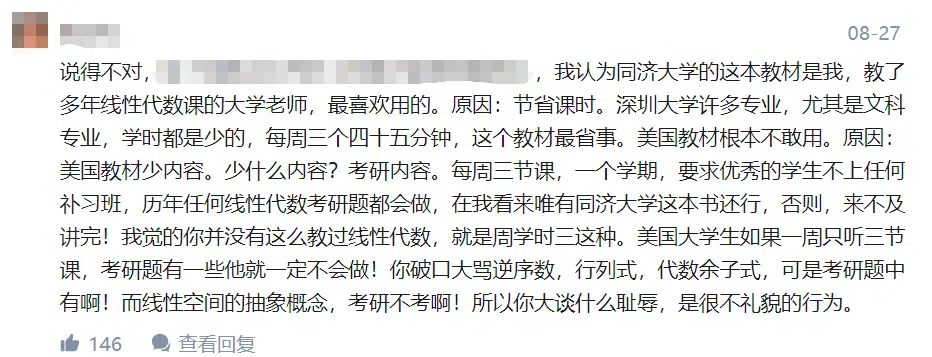 08-27
说得不对，，我认为同济大学的这本教材是我，教了
多年线性代数课的大学老师，最喜欢用的。原因：节省课时。深圳大学许多专业，尤其是文科
专业，学时都是少的，每周三个四十五分钟，这个教材最省事。美国教材根本不敢用。原因：
美国教材少内容。少什么内容？考研内容。每周三节课，一个学期，要求优秀的学生不上任何
补习班，历年任何线性代数考研题都会做，在我看来唯有同济大学这本书还行，否则，来不及
讲完！我觉的你并没有这么教过线性代数，就是周学时三这种。美国大学生如果一周只听三节
课，考研题有一些他就一定不会做！你破口大骂逆序数，行列式，代数余子式，可是考研题中
有啊！而线性空间的抽象概念，考研不考啊！所以你大谈什么耻辱，是很不礼貌的行为。
146 查看回复